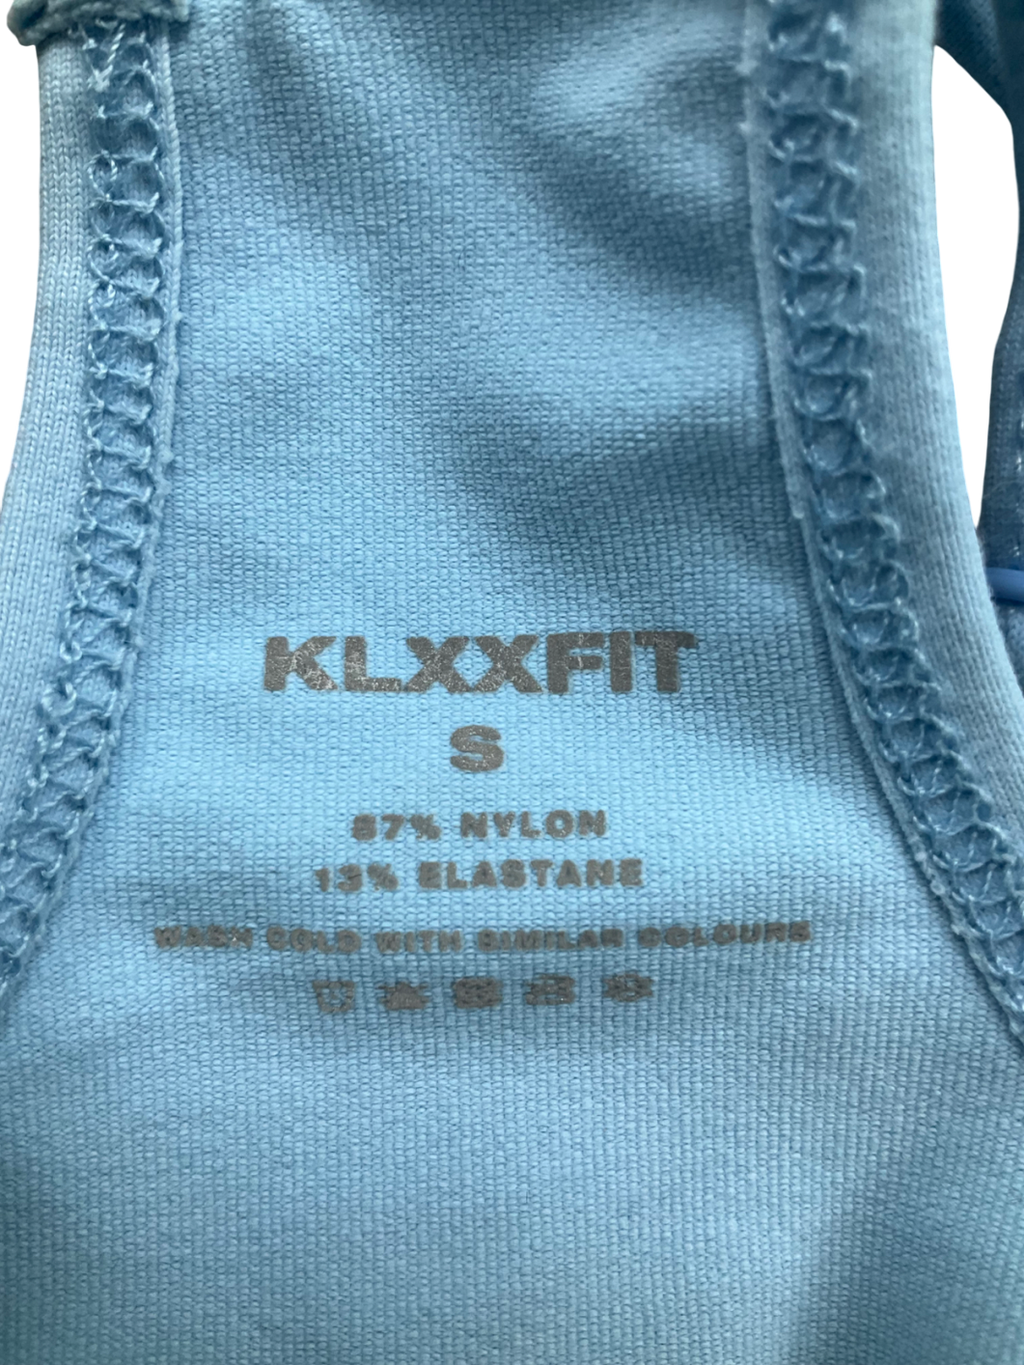 KLXXFIT
S
87% NYLON
13% ELASTANE
WASH COLD WITH SIMILAR COLOURS